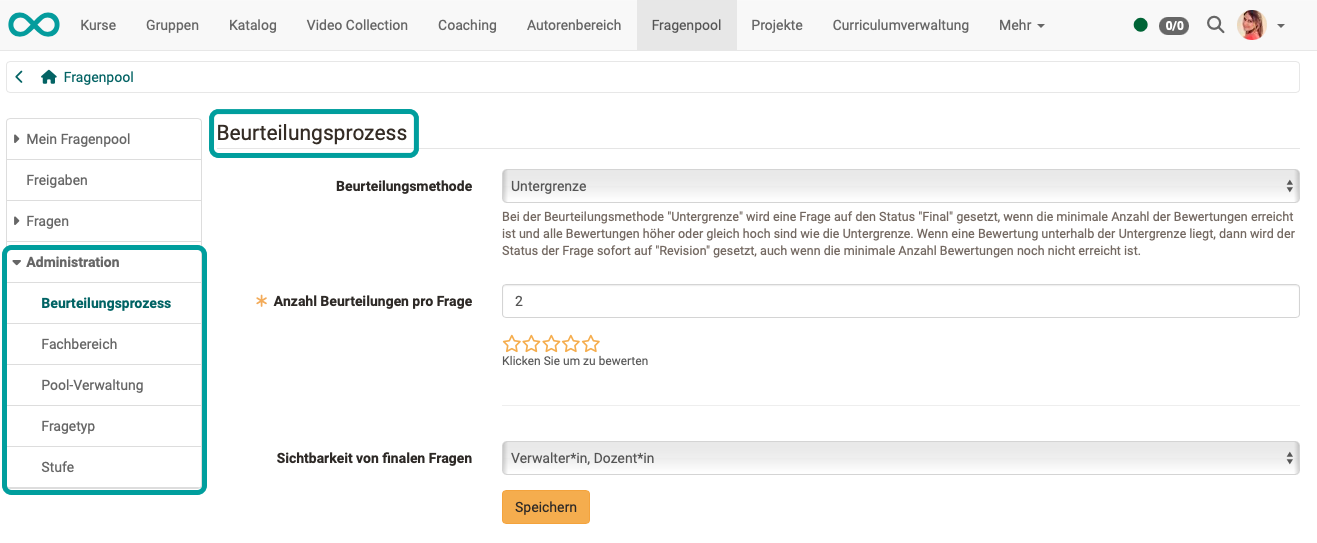 Kurse Gruppen Katalog Video Collection Coaching Autorenbereich Fragenpool Projekte Curriculumverwaltung Mehr 0/0
Fragenpool
Mein Fragenpool
Freigaben
Fragen
Administration
Beurteilungsprozess
Fachbereich
Pool-Verwaltung
Fragetyp
Stufe
Beurteilungsprozess
Beurteilungsmethode
Untergrenze
Bei der Beurteilungsmethode "Untergrenze" wird eine Frage auf den Status "Final" gesetzt, wenn die minimale Anzahl der Bewertungen erreicht
ist und alle Bewertungen höher oder gleich hoch sind wie die Untergrenze. Wenn eine Bewertung unterhalb der Untergrenze liegt, dann wird der
Status der Frage sofort auf "Revision" gesetzt, auch wenn die minimale Anzahl Bewertungen noch nicht erreicht ist.
Anzahl Beurteilungen pro Frage
2
Klicken Sie um zu bewerten
Sichtbarkeit von finalen Fragen
Verwalter*in, Dozent*in
Speichern